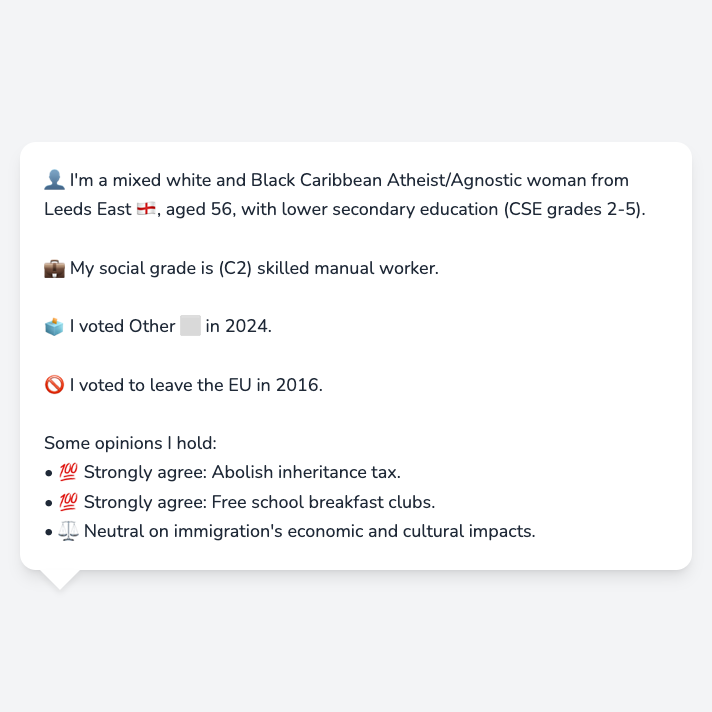 👤 I'm a mixed white and Black Caribbean Atheist/Agnostic woman from
Leeds East 🏴󠁧󠁢󠁥󠁮󠁧󠁿, aged 56, with lower secondary education (CSE grades 2-5).
💼 My social grade is (C2) skilled manual worker.
🗳️ I voted Other ⬜ in 2024.
🚫 I voted to leave the EU in 2016.
Some opinions I hold:
• 💯 Strongly agree: Abolish inheritance tax.
• 💯 Strongly agree: Free school breakfast clubs.
• ⚖️ Neutral on immigration's economic and cultural impacts.